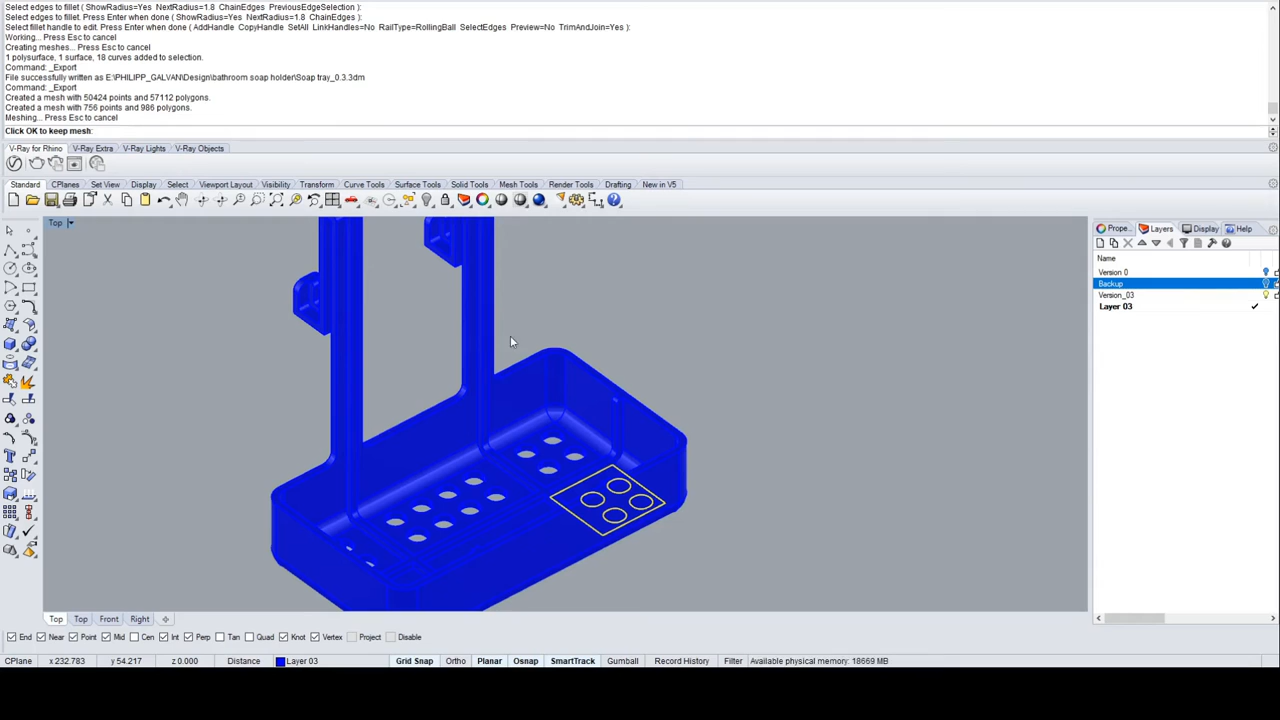 Select edges to fillet ( ShowRadius=Yes NextRadius=1.8 ChainEdges PreviousEdgeSelection ):
Select edges to fillet. Press Enter when done ( ShowRadius=Yes NextRadius=1.8 ChainEdges ):
Select fillet handle to edit. Press Enter when done ( AddHandle CopyHandle SetAll LinkHandles=No RailType=RollingBall SelectEdges Preview=No TrimAndJoin=Yes ):
Working... Press Esc to cancel
Creating meshes... Press Esc to cancel
1 polysurface, 1 surface, 18 curves added to selection.
Command: _Export
File successfully written as E:\PHILIPP_GALVAN\Design\bathroom soap holder\Soap tray_0.3.3dm
Command: _Export
Created a mesh with 50424 points and 57112 polygons.
Created a mesh with 756 points and 986 polygons.
Meshing... Press Esc to cancel
Click OK to keep mesh:
V-Ray for Rhino V-Ray Extra V-Ray Lights V-Ray Objects
Standard CPlanes Set View Display Select Viewport Layout Visibility Transform Curve Tools Surface Tools Solid Tools Mesh Tools Render Tools Drafting New in V5
Top
Prope... Layers Display Help
Name
Version 0
Backup
Version_03
Layer 03
Top Top Front Right
End Near Point Mid Cen Int Perp Tan Quad Knot Vertex Project Disable
CPlane x 232.783 y 54.217 z 0.000 Distance Layer 03 Grid Snap Ortho Planar Osnap SmartTrack Gumball Record History Filter Available physical memory: 18669 MB